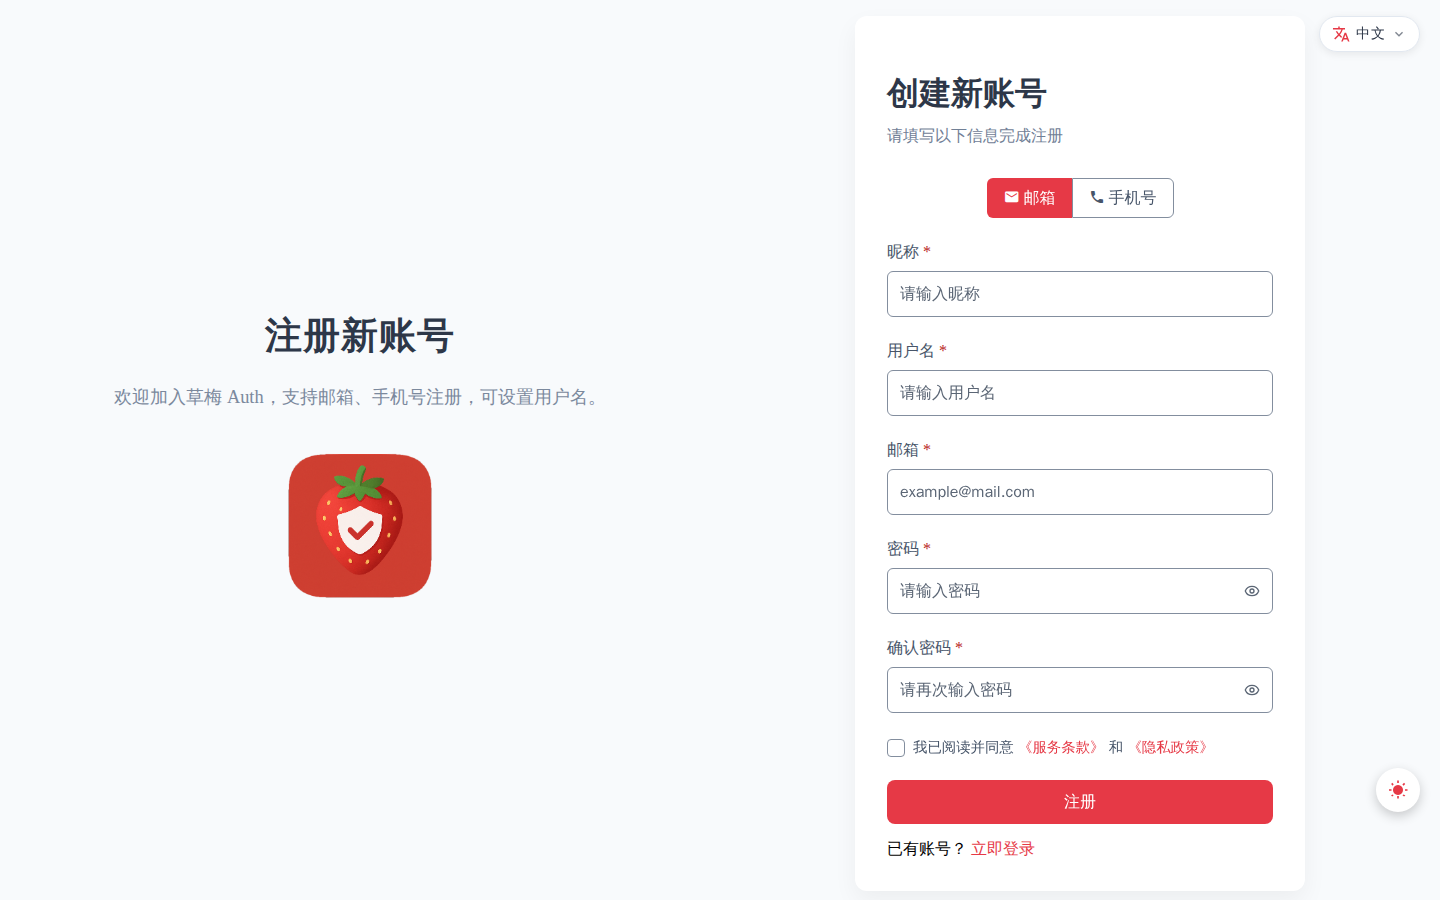 中文
注册新账号
欢迎加入草梅 Auth，支持邮箱、手机号注册，可设置用户名。
创建新账号
请填写以下信息完成注册
邮箱
手机号
昵称 *
请输入昵称
用户名 *
请输入用户名
邮箱 *
example@mail.com
密码 *
请输入密码
确认密码 *
请再次输入密码
我已阅读并同意 《服务条款》 和 《隐私政策》
注册
已有账号？ 立即登录